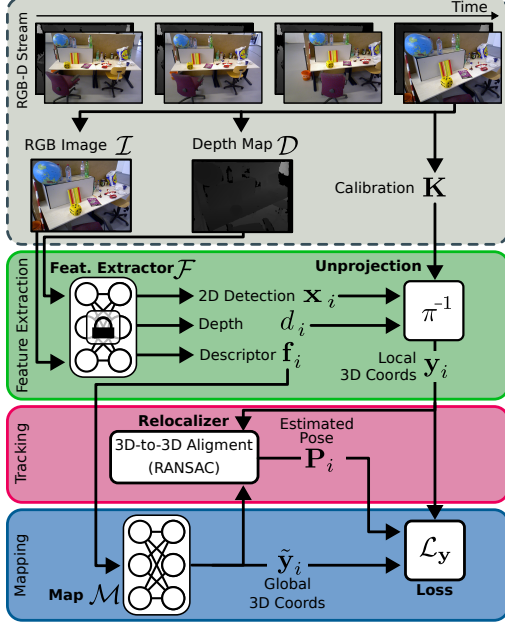 Time
RGB-D Stream
RGB Image ℐ
Depth Map 𝒟
Calibration K
Feat. Extractor ℱ
Unprojection
Feature Extraction
2D Detection x_i
Depth d_i
Descriptor f_i
π^-1
Local
3D Coords y_i
Tracking
Relocalizer
3D-to-3D Aligment
(RANSAC)
Estimated
Pose
P_i
Mapping
Map ℳ
ỹ_i
Global
3D Coords
ℒ_y
Loss